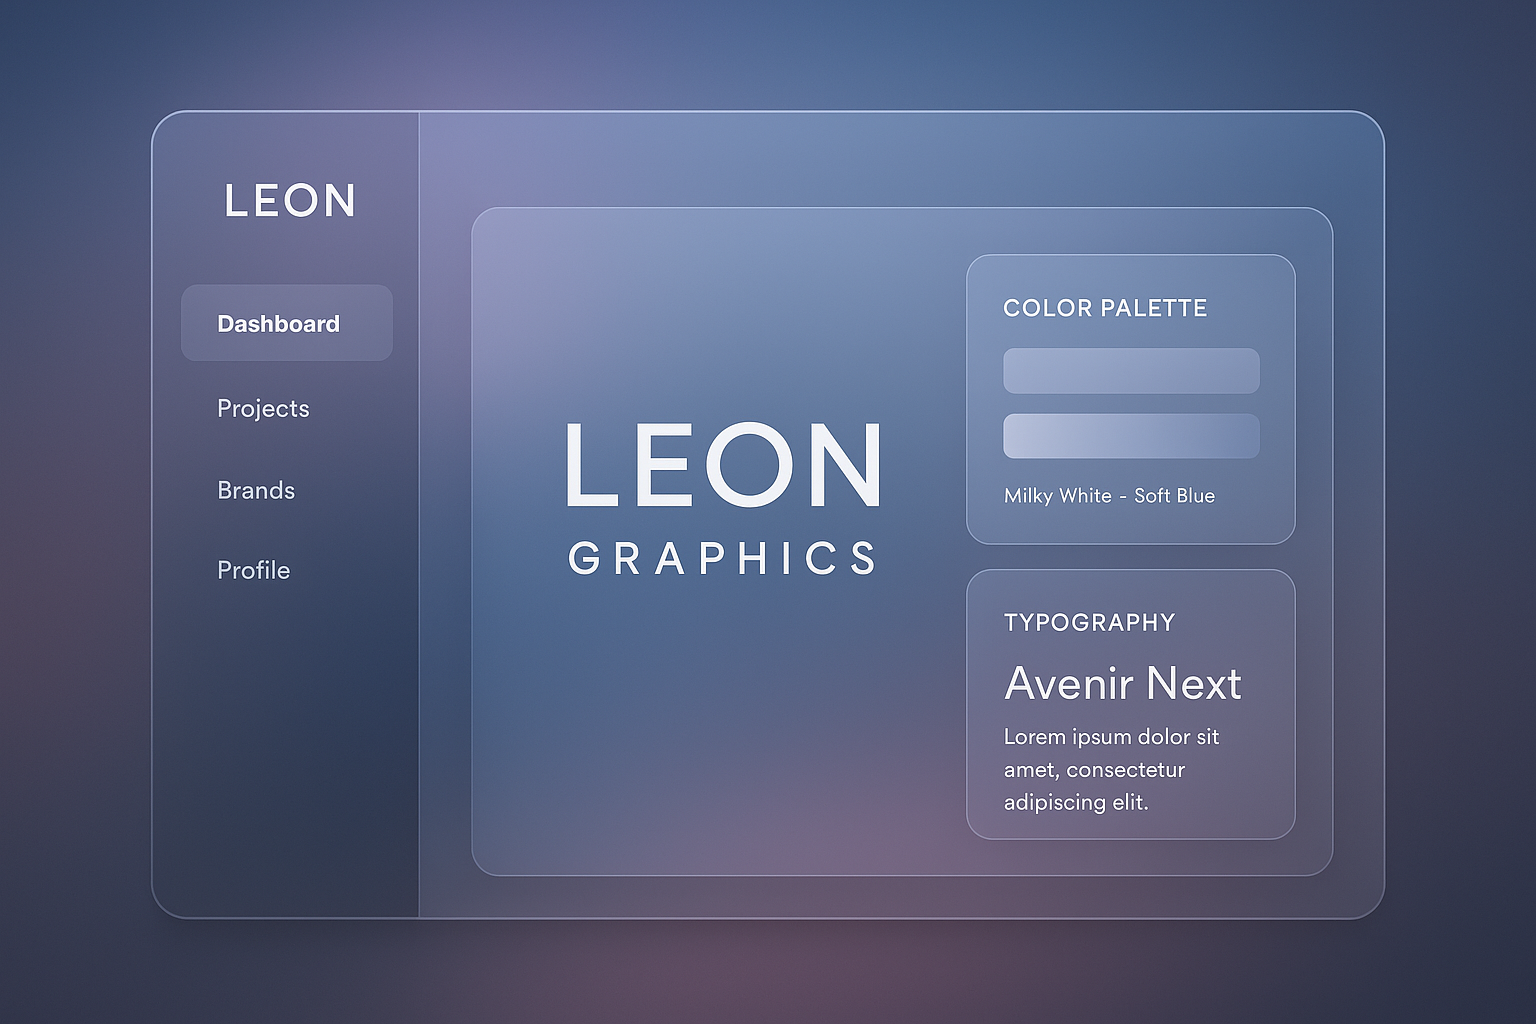 LEON
Dashboard
Projects
Brands
Profile
LEON
GRAPHICS
COLOR PALETTE
Milky White - Soft Blue
TYPOGRAPHY
Avenir Next
Lorem ipsum dolor sit
amet, consectetur
adipiscing elit.